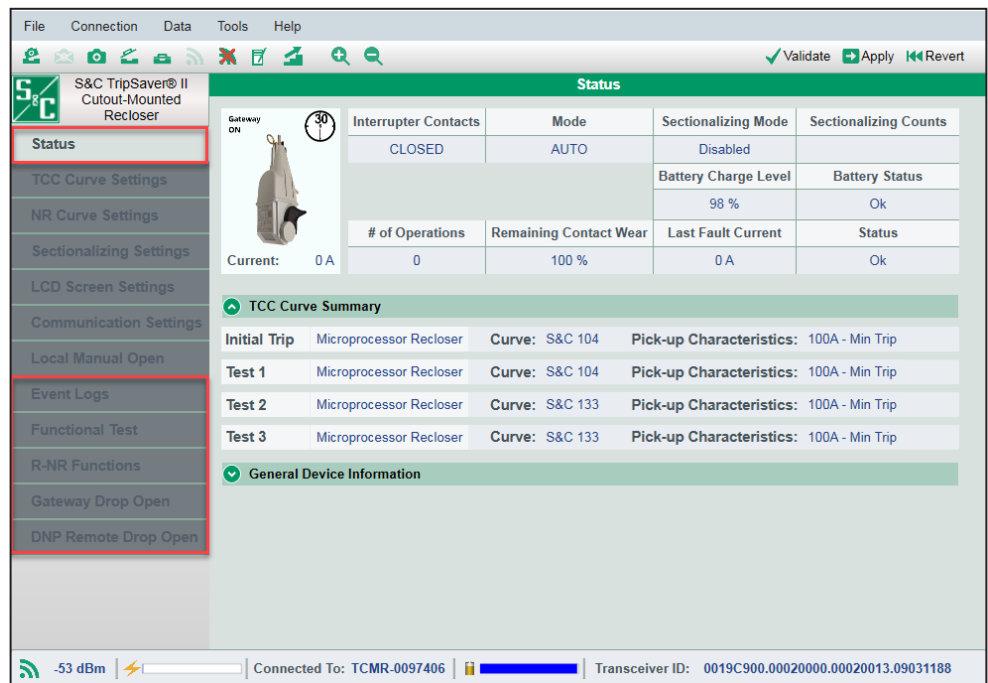 File Connection Data Tools Help
Validate Apply Revert
S&C
S&C TripSaver® II
Cutout-Mounted
Recloser
Status
TCC Curve Settings
NR Curve Settings
Sectionalizing Settings
LCD Screen Settings
Communication Settings
Local Manual Open
Event Logs
Functional Test
R-NR Functions
Gateway Drop Open
DNP Remote Drop Open
Status
Gateway
ON
30
Current: 0 A
Interrupter Contacts Mode Sectionalizing Mode Sectionalizing Counts
CLOSED AUTO Disabled
Battery Charge Level Battery Status
98 % Ok
# of Operations Remaining Contact Wear Last Fault Current Status
0 100 % 0 A Ok
TCC Curve Summary
Initial Trip Microprocessor Recloser Curve: S&C 104 Pick-up Characteristics: 100A - Min Trip
Test 1 Microprocessor Recloser Curve: S&C 104 Pick-up Characteristics: 100A - Min Trip
Test 2 Microprocessor Recloser Curve: S&C 133 Pick-up Characteristics: 100A - Min Trip
Test 3 Microprocessor Recloser Curve: S&C 133 Pick-up Characteristics: 100A - Min Trip
General Device Information
-53 dBm Connected To: TCMR-0097406 Transceiver ID: 0019C900.00020000.00020013.09031188